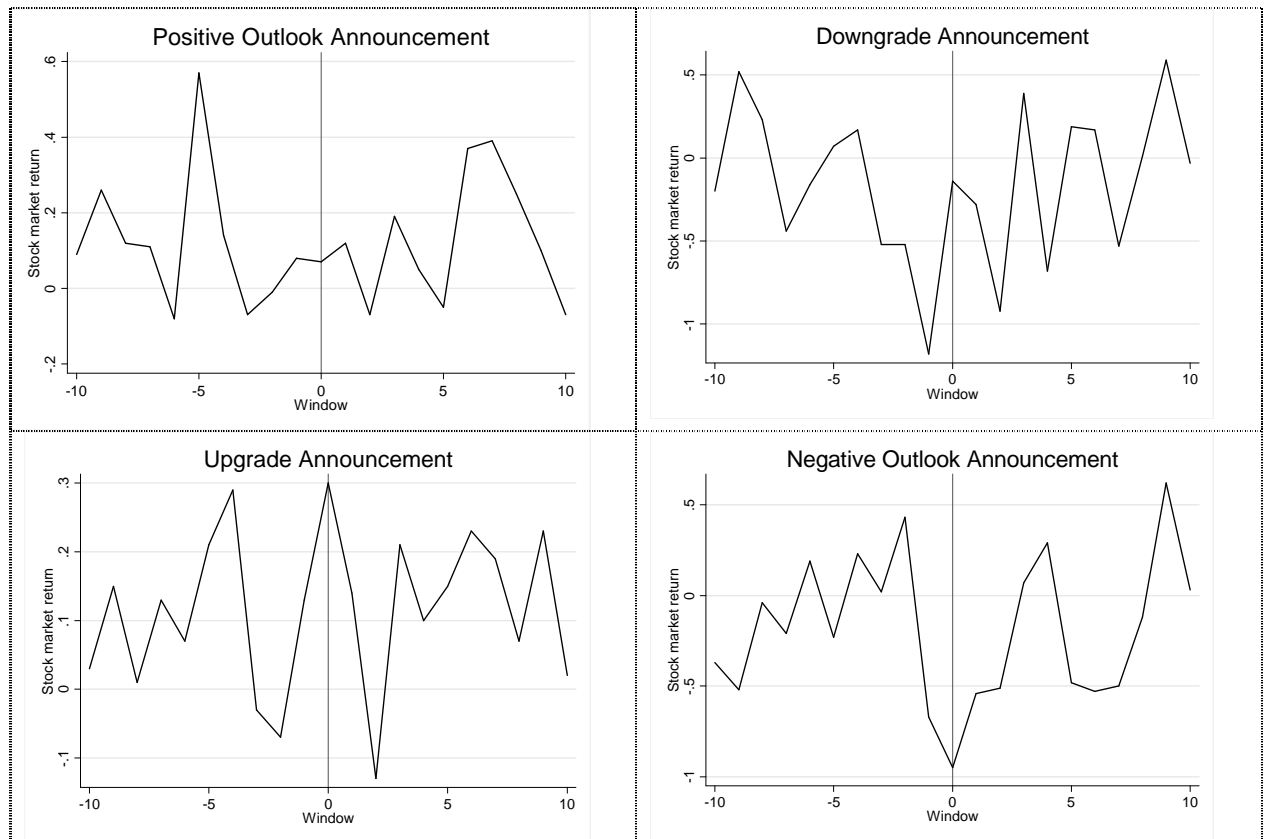 Positive Outlook Announcement
Stock market return
.6
.4
.2
0
-.2
-10 -5 0 5 10
Window
Downgrade Announcement
Stock market return
.5
0
-.5
-1
-10 -5 0 5 10
Window
Upgrade Announcement
Stock market return
.3
.2
.1
0
-.1
-10 -5 0 5 10
Window
Negative Outlook Announcement
Stock market return
.5
0
-.5
-1
-10 -5 0 5 10
Window